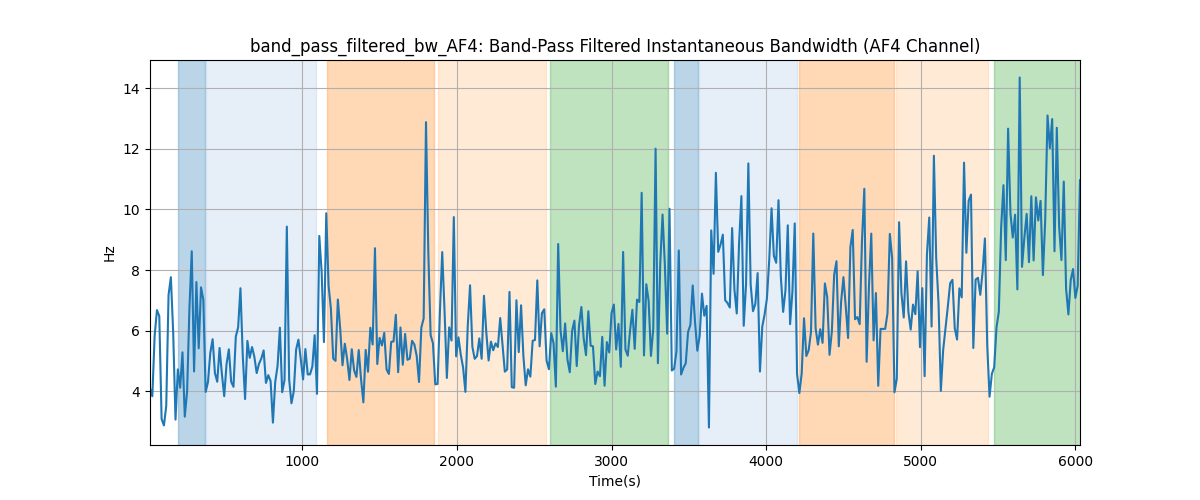 band_pass_filtered_bw_AF4: Band-Pass Filtered Instantaneous Bandwidth (AF4 Channel)
14
12
10
8
6
4
Hz
1000 2000 3000 4000 5000 6000
Time(s)